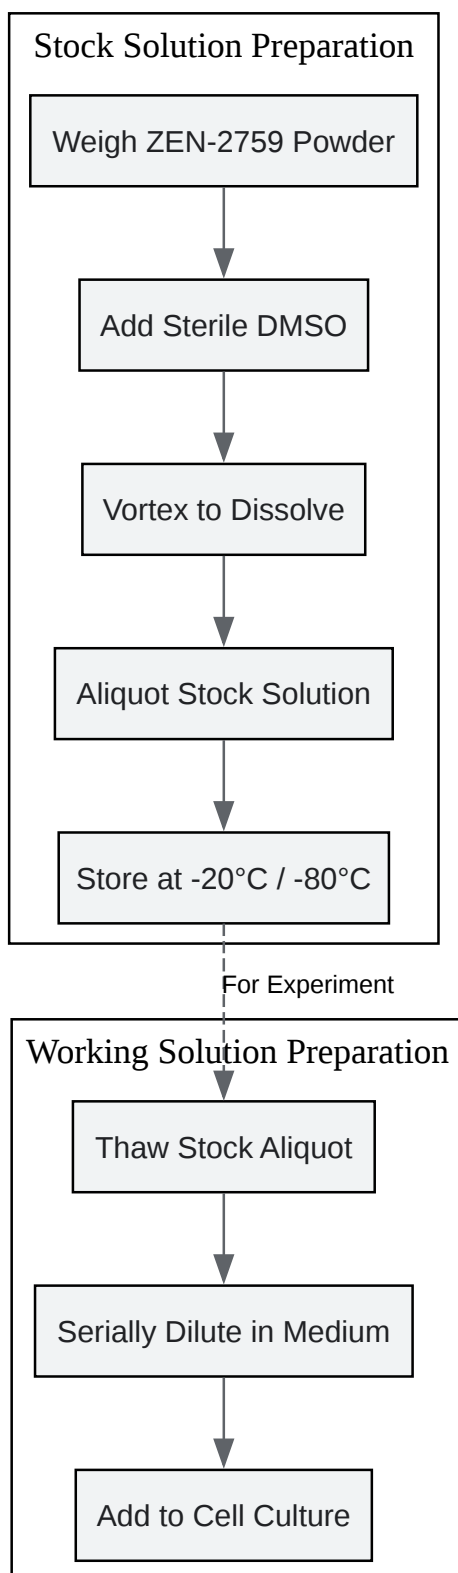 Stock Solution Preparation
Weigh ZEN-2759 Powder
Add Sterile DMSO
Vortex to Dissolve
Aliquot Stock Solution
Store at -20°C / -80°C
For Experiment
Working Solution Preparation
Thaw Stock Aliquot
Serially Dilute in Medium
Add to Cell Culture